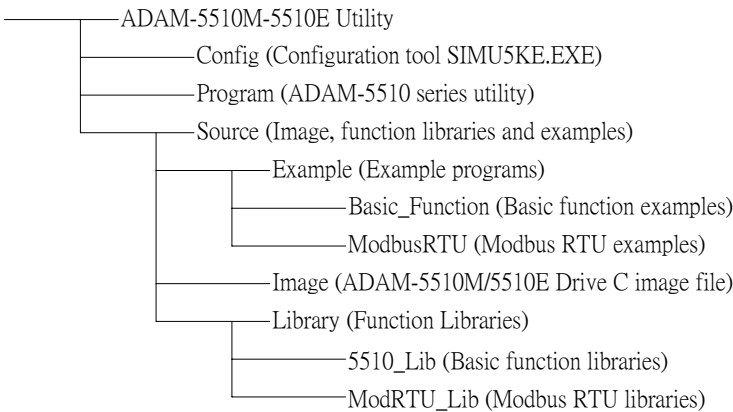 ADAM-5510M-5510E Utility
Config (Configuration tool SIMU5KE.EXE)
Program (ADAM-5510 series utility)
Source (Image, function libraries and examples)
Example (Example programs)
Basic_Function (Basic function examples)
ModbusRTU (Modbus RTU examples)
Image (ADAM-5510M/5510E Drive C image file)
Library (Function Libraries)
5510_Lib (Basic function libraries)
ModRTU_Lib (Modbus RTU libraries)